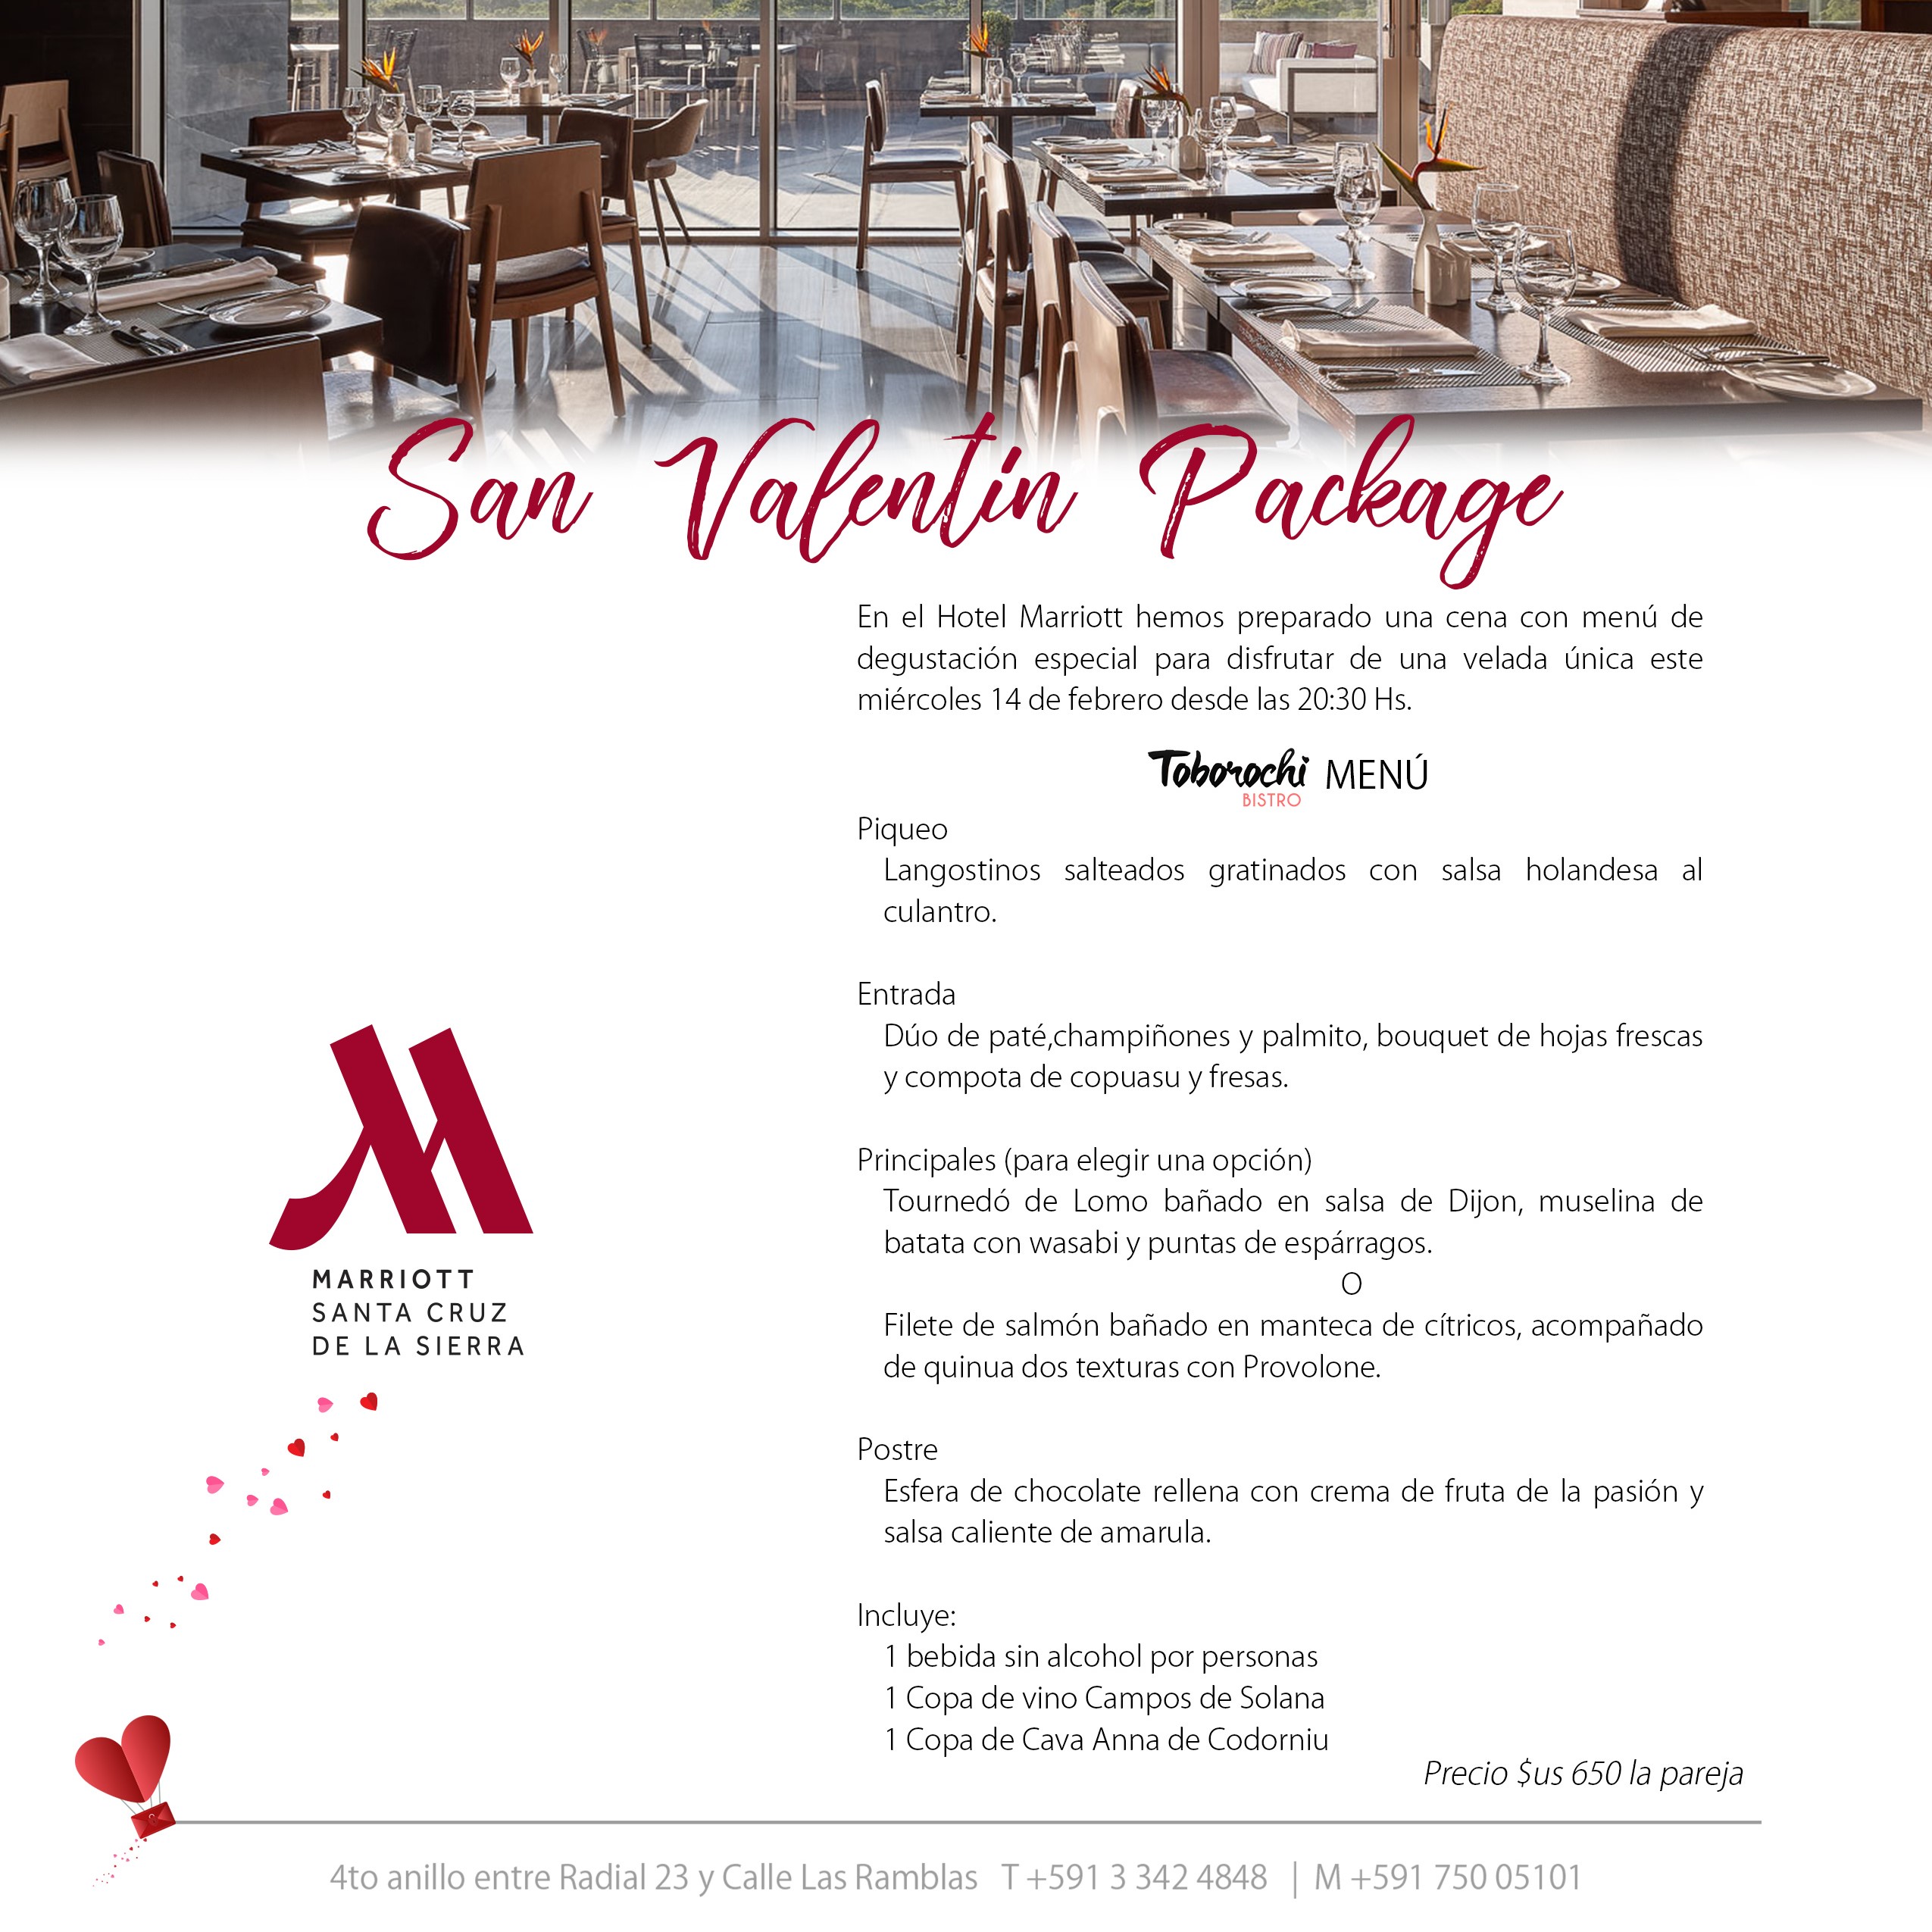 San Valentin Package
En el Hotel Marriott hemos preparado una cena con menú de
degustación especial para disfrutar de una velada única este
miércoles 14 de febrero desde las 20:30 Hs.
Toborochi MENÚ
BISTRO
Piqueo
Langostinos salteados gratinados con salsa holandesa al
culantro.
Entrada
Dúo de paté,champiñones y palmito, bouquet de hojas frescas
y compota de copuasu y fresas.
Principales (para elegir una opción)
Tournedó de Lomo bañado en salsa de Dijon, muselina de
batata con wasabi y puntas de espárragos.
O
Filete de salmón bañado en manteca de cítricos, acompañado
de quinua dos texturas con Provolone.
Postre
Esfera de chocolate rellena con crema de fruta de la pasión y
salsa caliente de amarula.
Incluye:
1 bebida sin alcohol por personas
1 Copa de vino Campos de Solana
1 Copa de Cava Anna de Codorniu
Precio $us 650 la pareja
MARRIOTT
SANTA CRUZ
DE LA SIERRA
4to anillo entre Radial 23 y Calle Las Ramblas T +591 3 342 4848 | M +591 750 05101